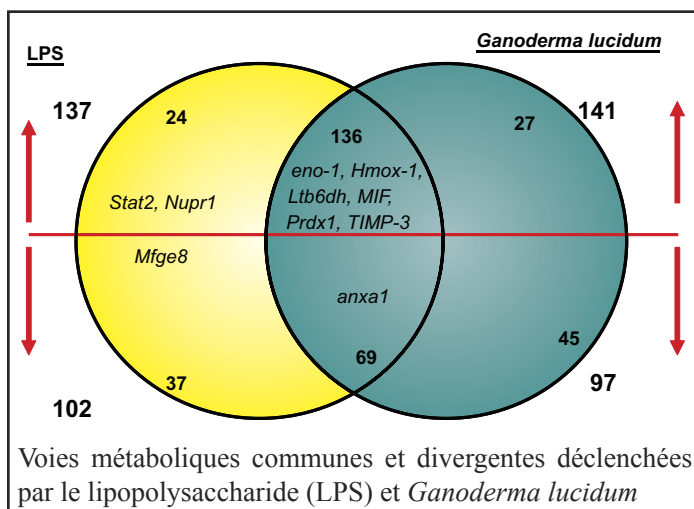 LPS
Ganoderma lucidum
137
24
136
27
141
eno-1, Hmox-1,
Ltb6dh, MIF,
Prdx1, TIMP-3
Stat2, Nupr1
Mfge8
anxa1
37
69
45
102
97
Voies métaboliques communes et divergentes déclenchées
par le lipopolysaccharide (LPS) et Ganoderma lucidum